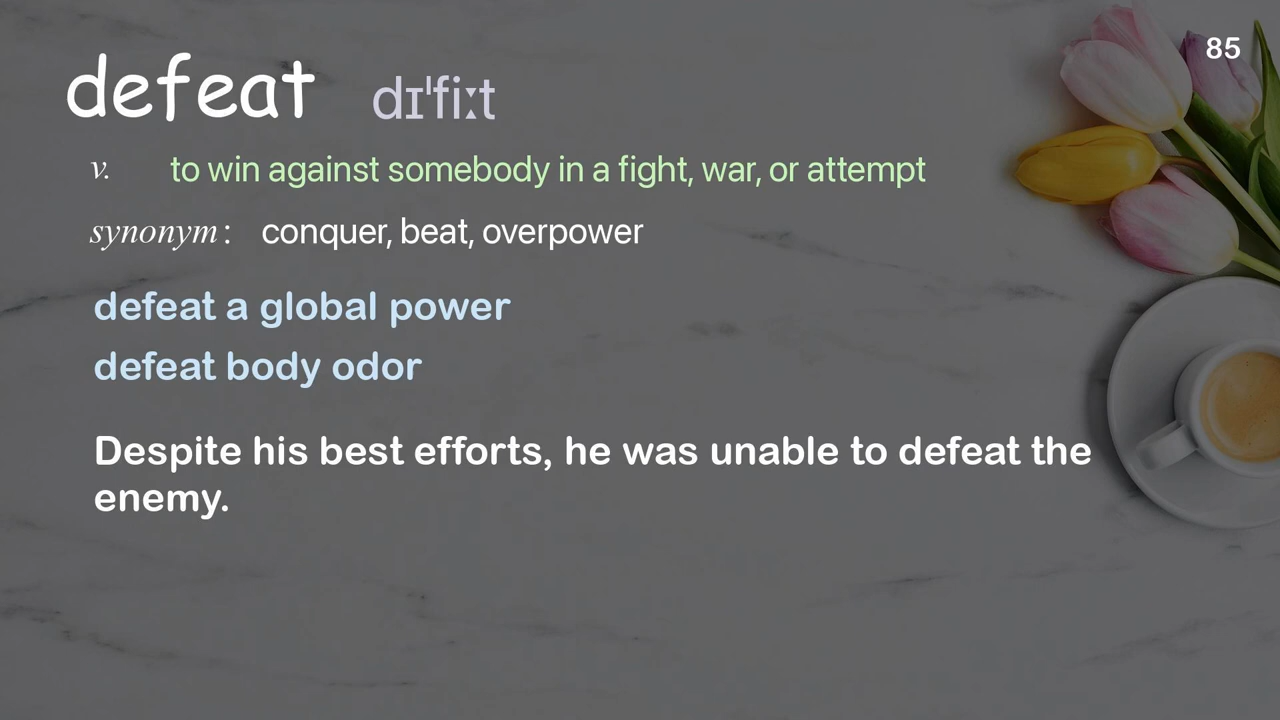 85
defeat dɪˈfiːt
v. to win against somebody in a fight, war, or attempt
synonym: conquer, beat, overpower
defeat a global power
defeat body odor
Despite his best efforts, he was unable to defeat the
enemy.